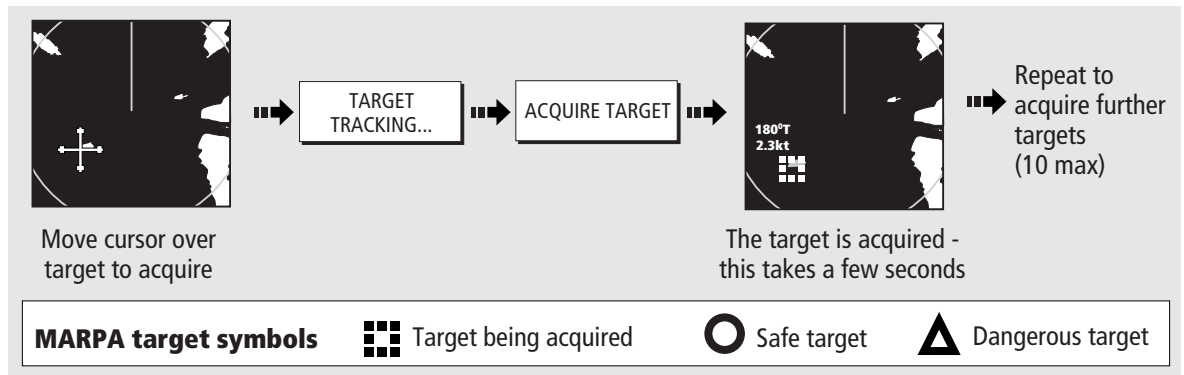 Move cursor over
target to acquire
TARGET
TRACKING...
ACQUIRE TARGET
180⁰T
2.3kt
The target is acquired -
this takes a few seconds
Repeat to
acquire further
targets
(10 max)
MARPA target symbols
Target being acquired
Safe target
Dangerous target